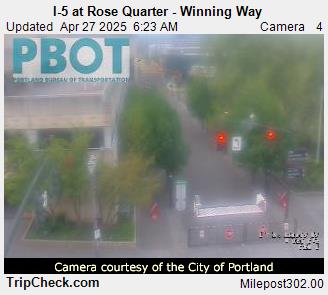 I-5 at Rose Quarter - Winning Way
Updated Apr 27 2025 6:23 AM Camera 4
PBOT
PORTLAND BUREAU OF TRANSPORTATION
Camera courtesy of the City of Portland
TripCheck.com Milepost302.00